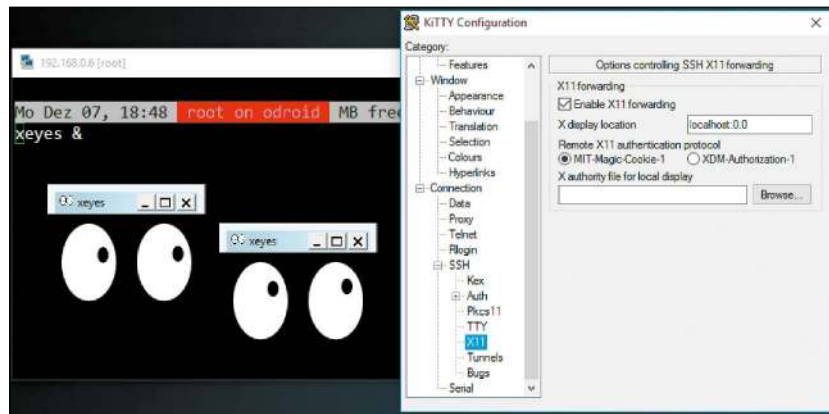 192.168.0.6 [root]
Mo Dez 07, 18:48 root on odroid MB fre
xeyes &
xeyes
xeyes
KiTTY Configuration
Category:
Features
Window
Appearance
Behaviour
Translation
Selection
Colours
Hyperlinks
Connection
Data
Proxy
Telnet
Rlogin
SSH
Kex
Auth
Pkcs11
TTY
X11
Tunnels
Bugs
Serial
Options controlling SSH X11 forwarding
X11 forwarding
Enable X11 forwarding
X display location localhost:0.0
Remote X11 authentication protocol
MIT-Magic-Cookie-1 XDM-Authorization-1
X authority file for local display
Browse...